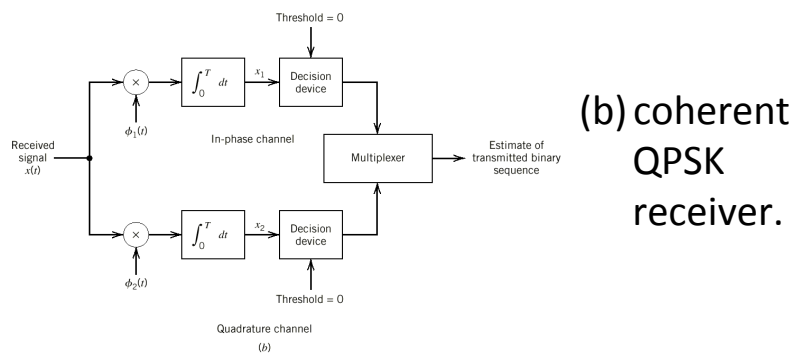 Threshold = 0
× ∫₀ᵀ dt x₁ Decision
device
ϕ₁(t)
In-phase channel
Received
signal
x(t)
Multiplexer
Estimate of
transmitted binary
sequence
× ∫₀ᵀ dt x₂ Decision
device
ϕ₂(t)
Threshold = 0
Quadrature channel
(b)
(b) coherent
QPSK
receiver.